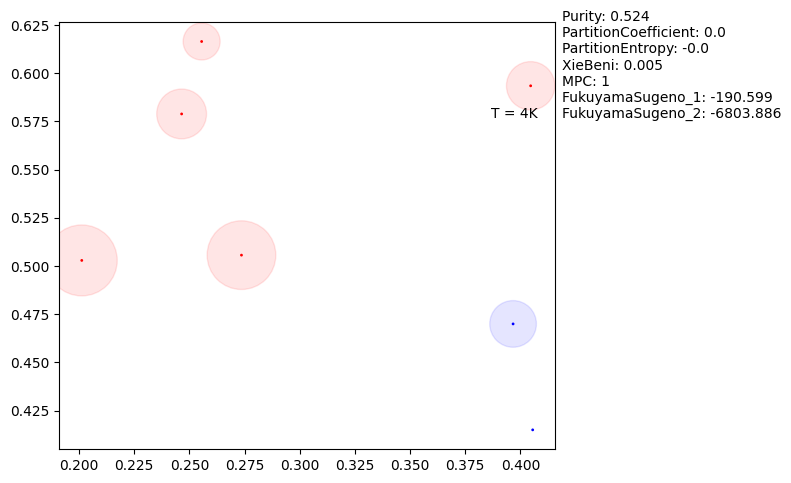 Purity: 0.524
PartitionCoefficient: 0.0
PartitionEntropy: -0.0
XieBeni: 0.005
MPC: 1
FukuyamaSugeno_1: -190.599
FukuyamaSugeno_2: -6803.886
T = 4K
0.625
0.600
0.575
0.550
0.525
0.500
0.475
0.450
0.425
0.200 0.225 0.250 0.275 0.300 0.325 0.350 0.375 0.400